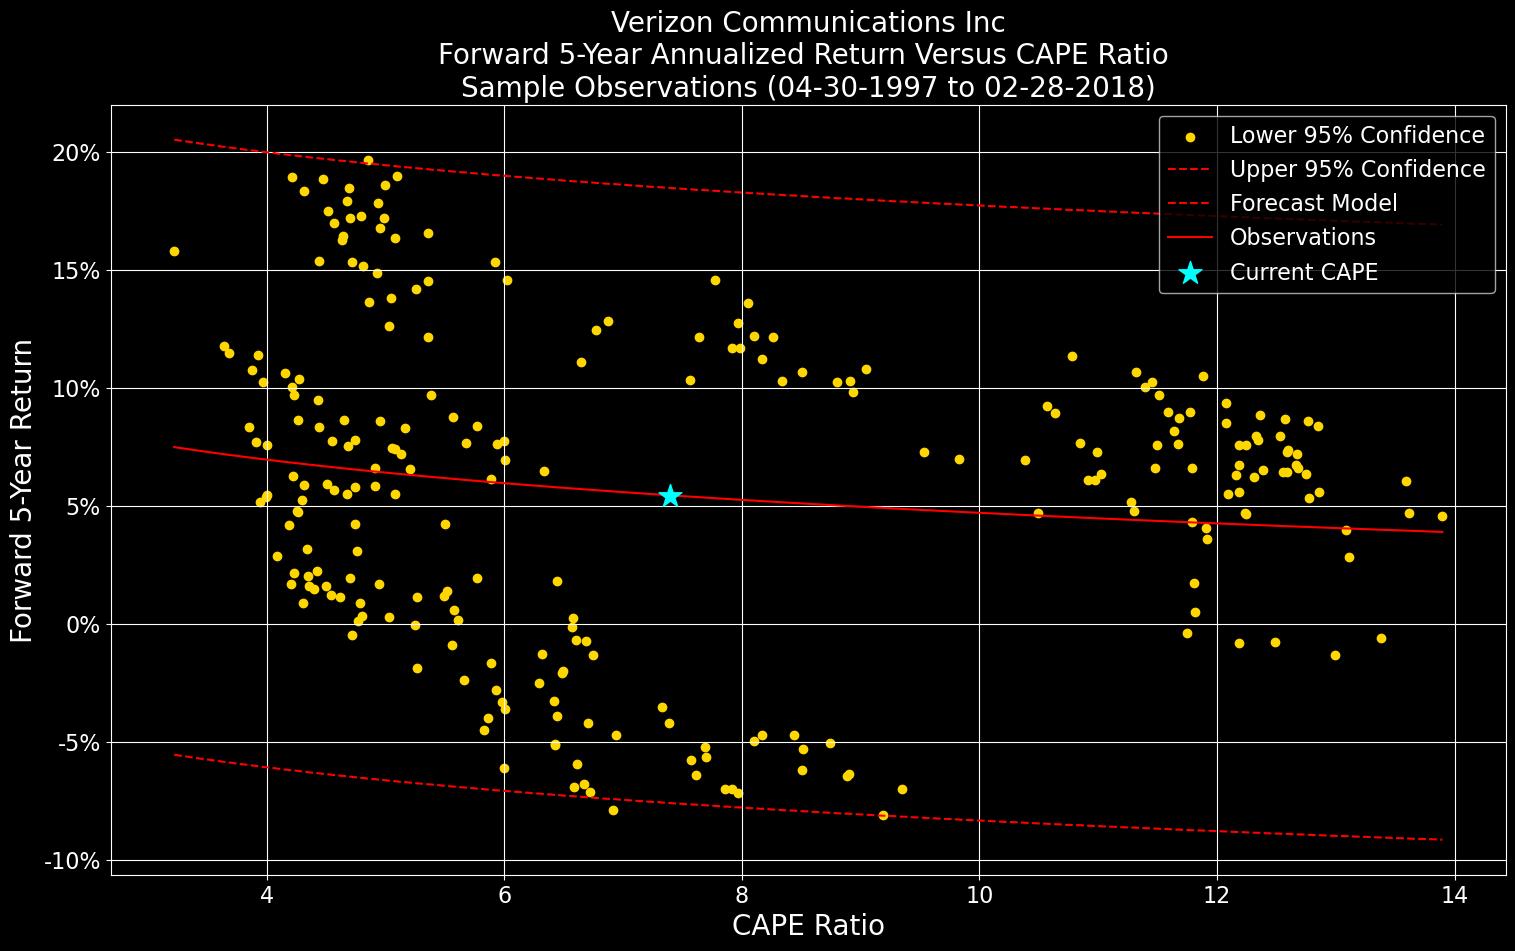 Verizon Communications Inc
Forward 5-Year Annualized Return Versus CAPE Ratio
Sample Observations (04-30-1997 to 02-28-2018)
Lower 95% Confidence
Upper 95% Confidence
Forecast Model
Observations
Current CAPE
Forward 5-Year Return
20%
15%
10%
5%
0%
-5%
-10%
4 6 8 10 12 14
CAPE Ratio